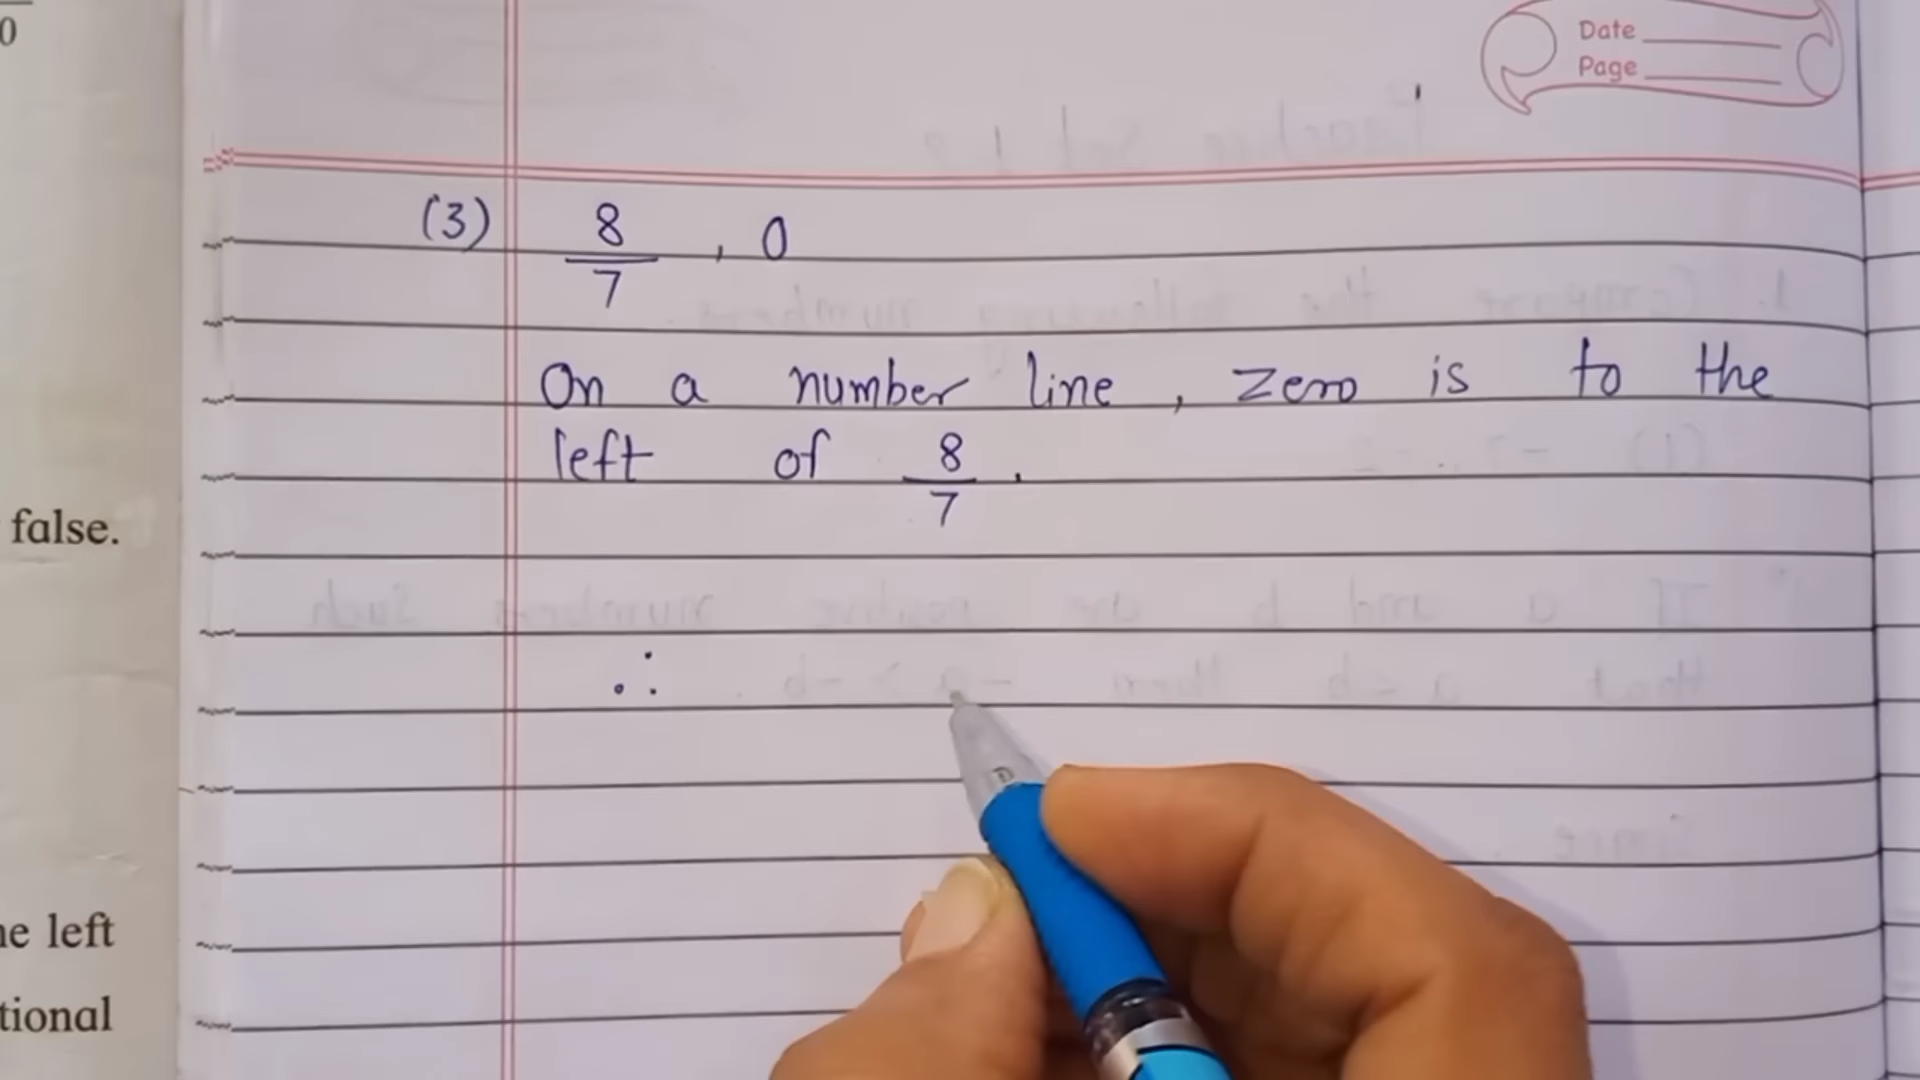 0
Date
Page
(3) 8/7 , 0
On a number line , zero is to the
left of 8/7 .
false.
∴
left
tional